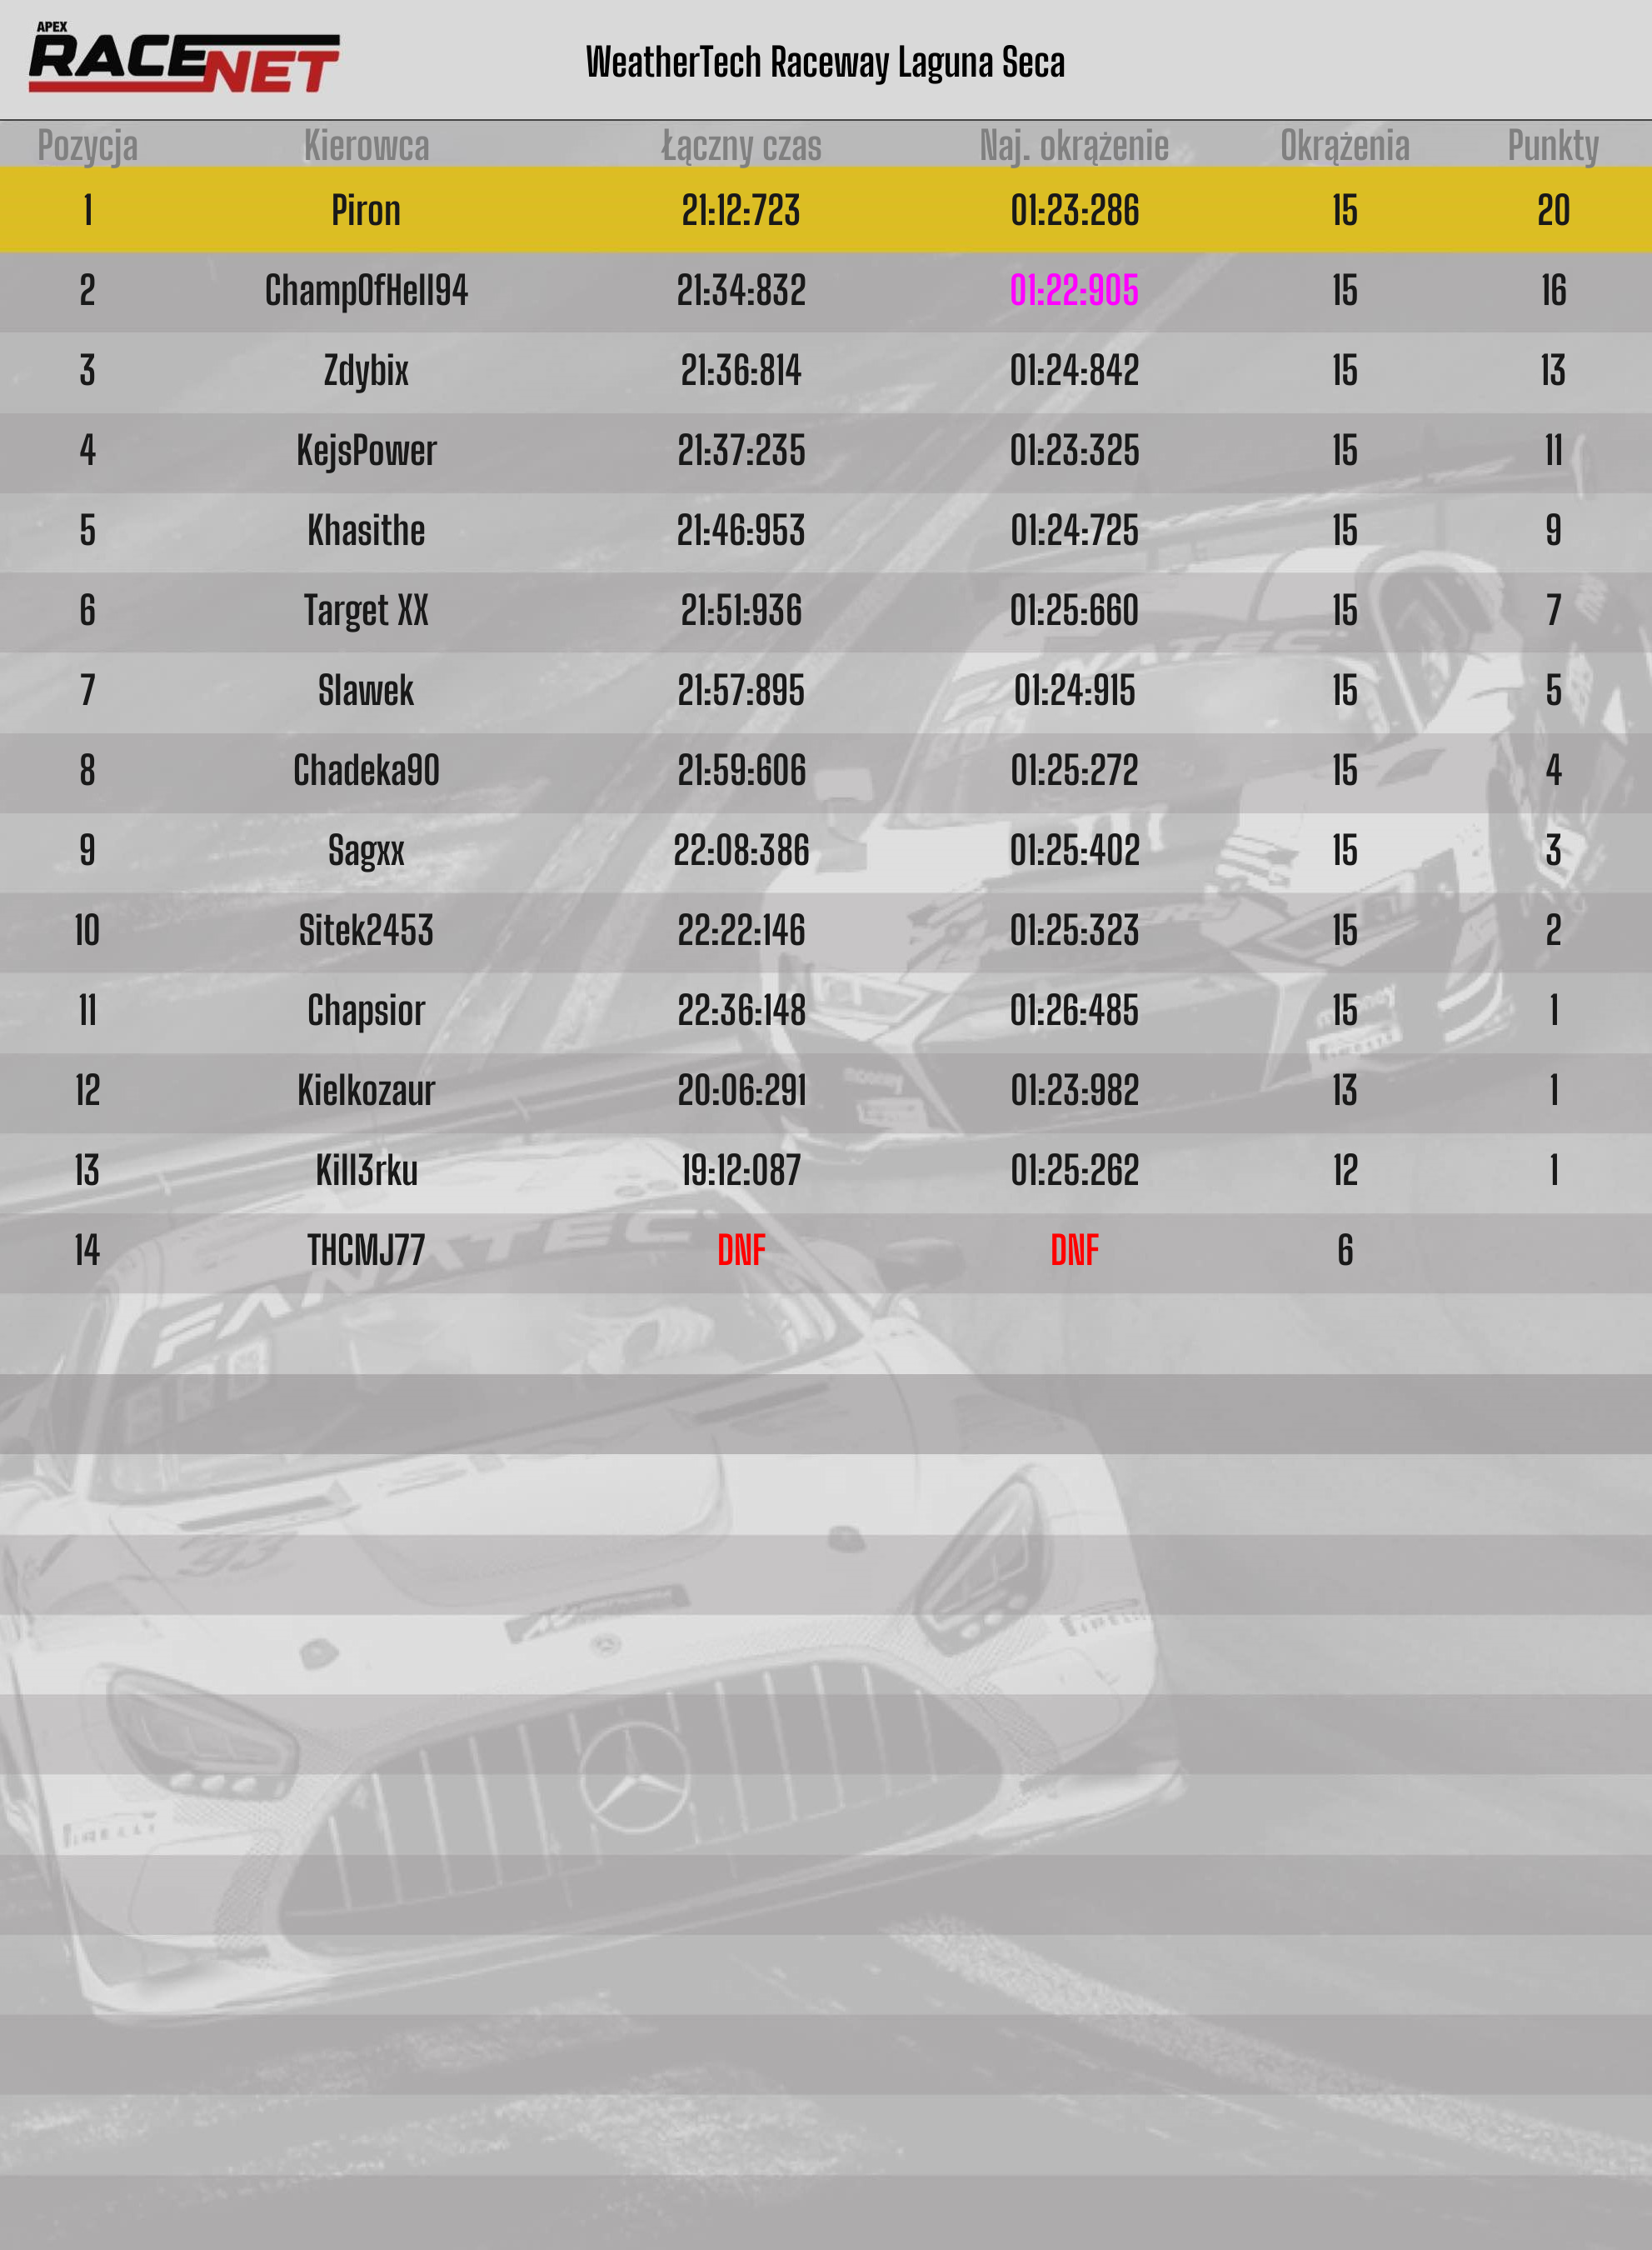 APEX
RACENET
WeatherTech Raceway Laguna Seca
Pozycja Kierowca Łączny czas Naj. okrążenie Okrążenia Punkty
1 Piron 21:12:723 01:23:286 15 20
2 ChampOfHell94 21:34:832 01:22:905 15 16
3 Zdybix 21:36:814 01:24:842 15 13
4 KejsPower 21:37:235 01:23:325 15 11
5 Khasithe 21:46:953 01:24:725 15 9
6 Target XX 21:51:936 01:25:660 15 7
7 Slawek 21:57:895 01:24:915 15 5
8 Chadeka90 21:59:606 01:25:272 15 4
9 Sagxx 22:08:386 01:25:402 15 3
10 Sitek2453 22:22:146 01:25:323 15 2
11 Chapsior 22:36:148 01:26:485 15 1
12 Kielkozaur 20:06:291 01:23:982 13 1
13 Kill3rku 19:12:087 01:25:262 12 1
14 THCMJ77 DNF DNF 6
FANATEC
PIRELLI